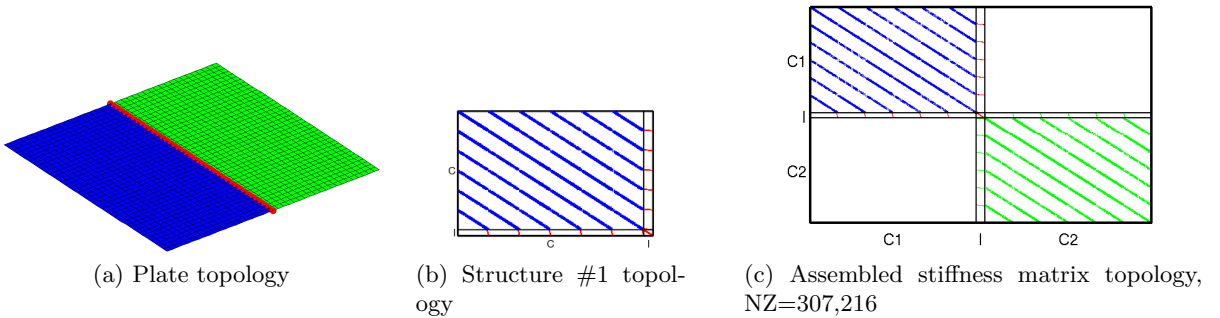 C
I
C
I
C1
I
C2
C1
I
C2
(a) Plate topology
(b) Structure #1 topol-
ogy
(c) Assembled stiffness matrix topology,
NZ=307,216